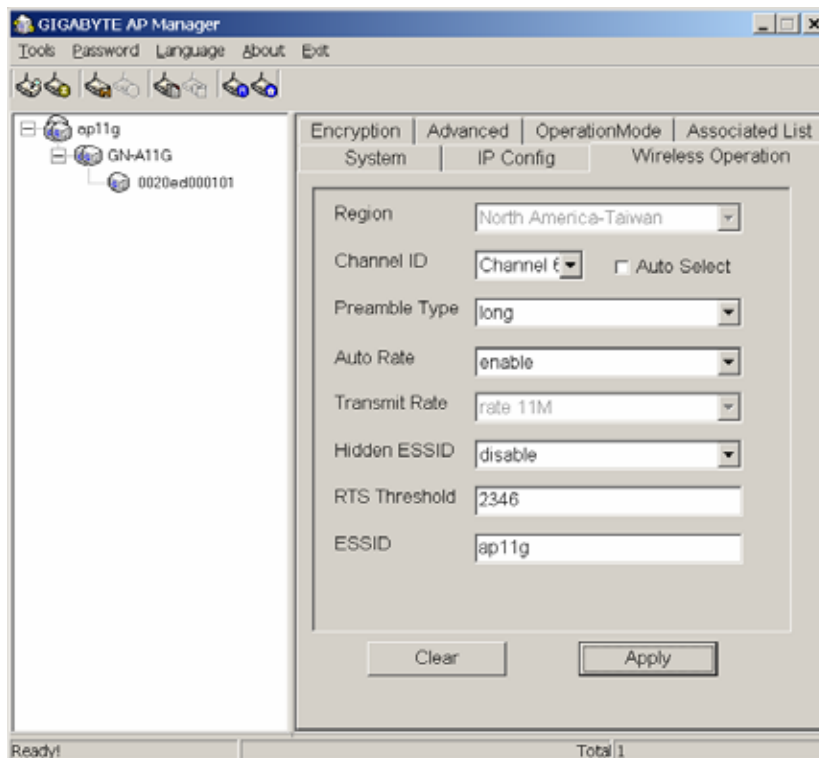 GIGABYTE AP Manager
Tools Password Language About Exit
ap11g
GN-A11G
0020ed000101
Encryption Advanced OperationMode Associated List
System IP Config Wireless Operation
Region North America-Taiwan
Channel ID Channel 6 Auto Select
Preamble Type long
Auto Rate enable
Transmit Rate rate 11M
Hidden ESSID disable
RTS Threshold 2346
ESSID ap11g
Clear Apply
Ready! Total 1